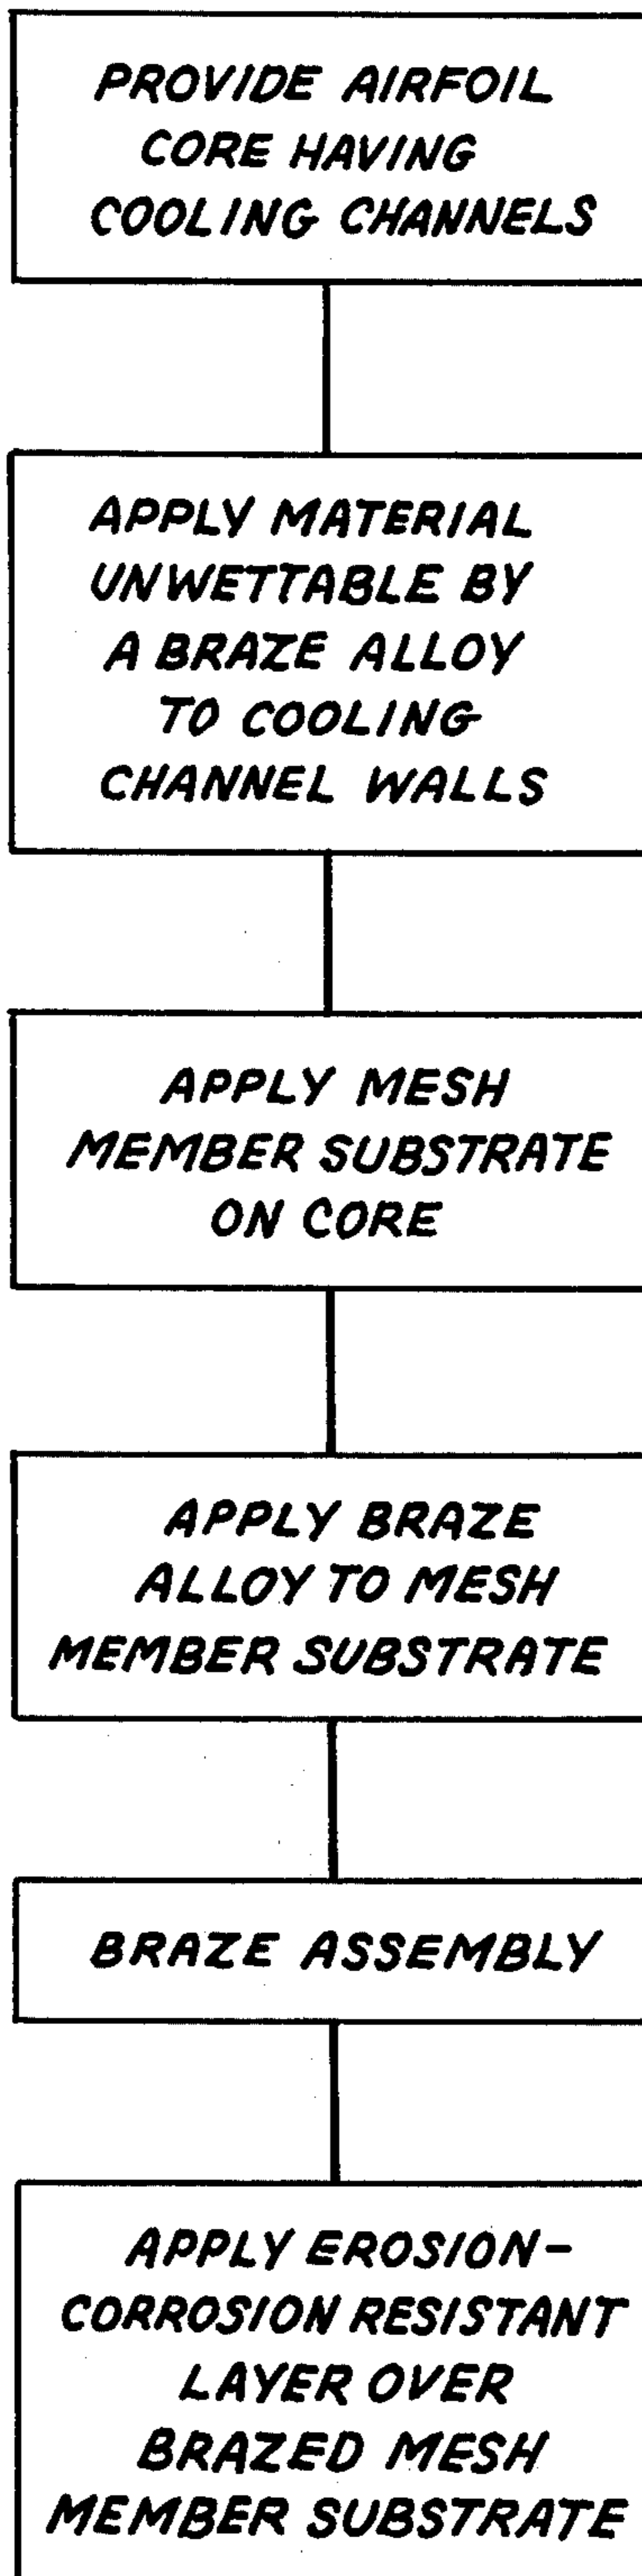 PROVIDE AIRFOIL
CORE HAVING
COOLING CHANNELS
APPLY MATERIAL
UNWETTABLE BY
A BRAZE ALLOY
TO COOLING
CHANNEL WALLS
APPLY MESH
MEMBER SUBSTRATE
ON CORE
APPLY BRAZE
ALLOY TO MESH
MEMBER SUBSTRATE
BRAZE ASSEMBLY
APPLY EROSION-
CORROSION RESISTANT
LAYER OVER
BRAZED MESH
MEMBER SUBSTRATE